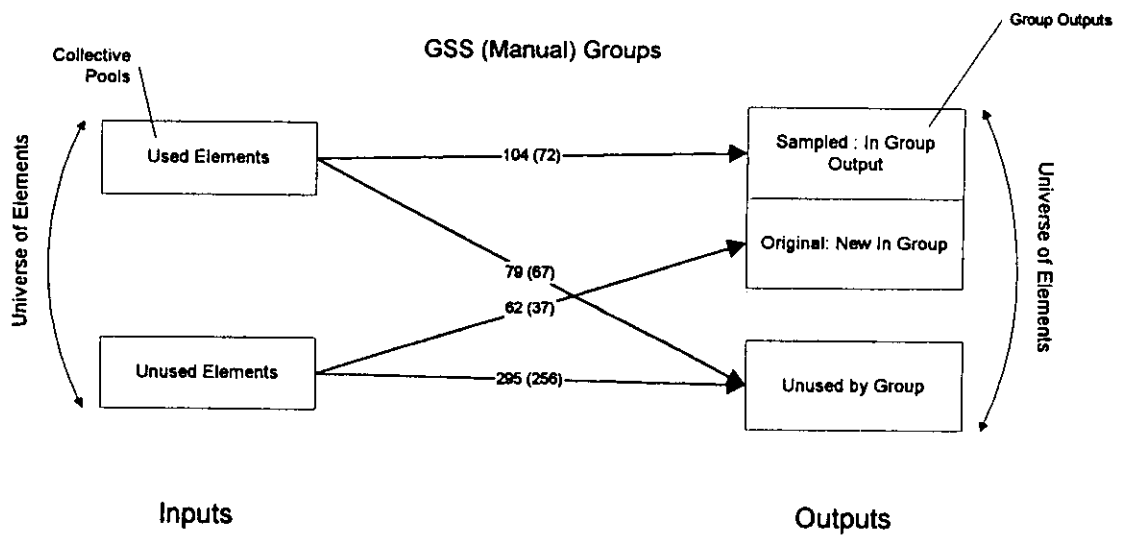 Group Outputs
GSS (Manual) Groups
Collective
Pools
Universe of Elements
Used Elements
104 (72)
Sampled : In Group
Output
Original: New In Group
Universe of Elements
79 (67)
62 (37)
Unused Elements
295 (256)
Unused by Group
Inputs
Outputs